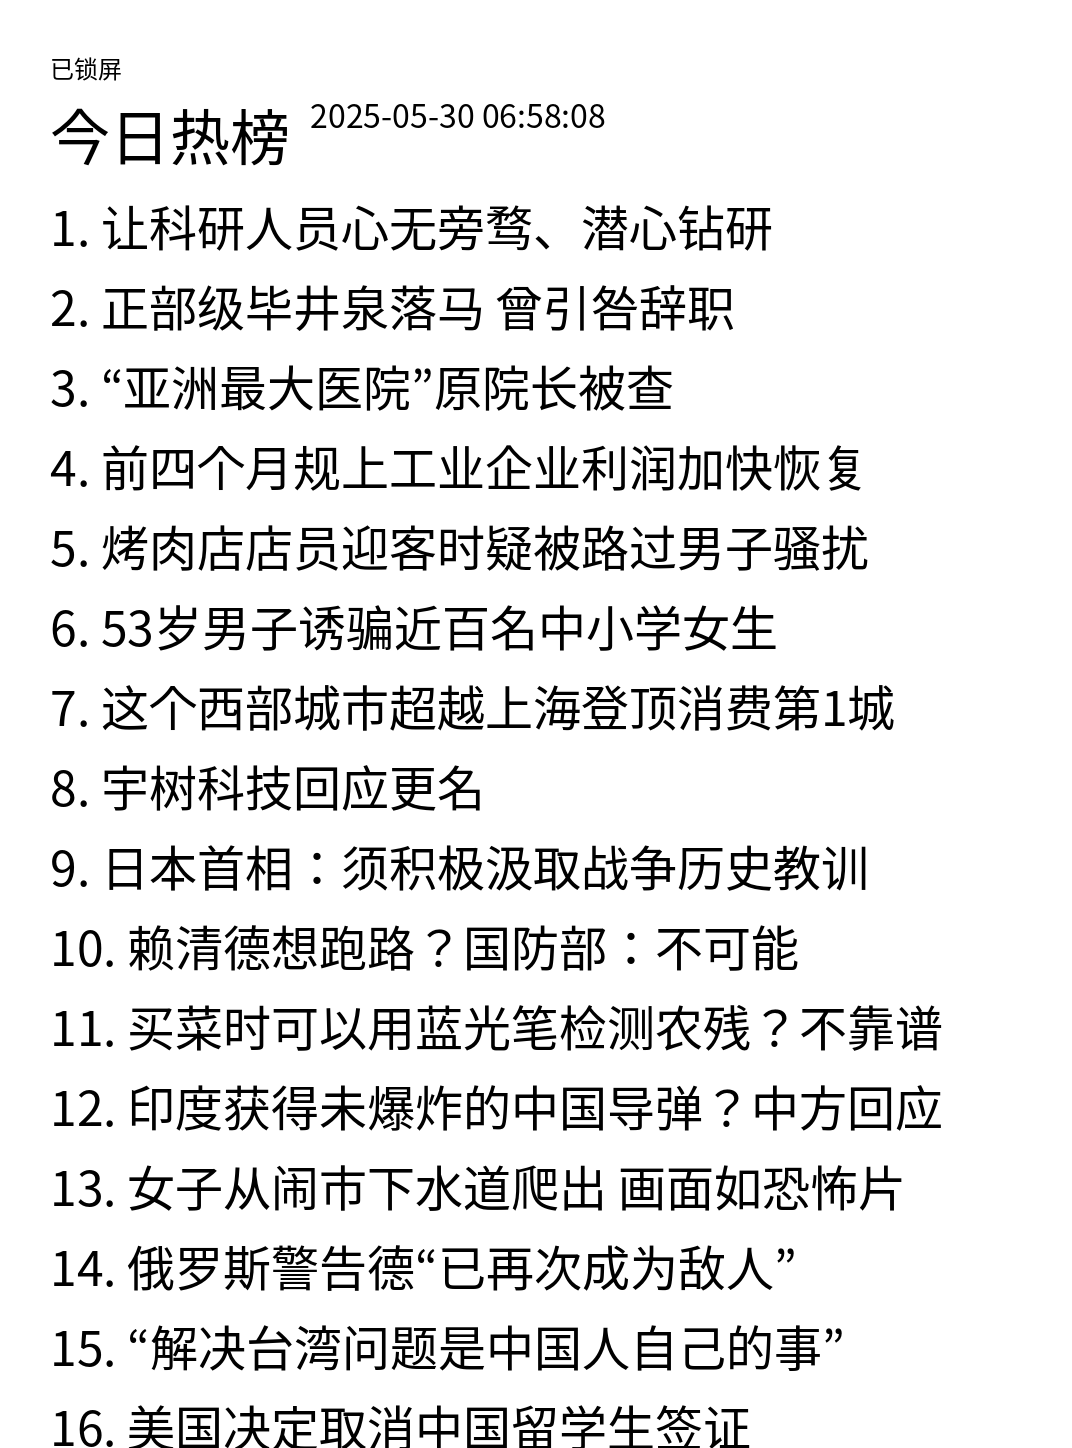 已锁屏
今日热榜 2025-05-30 06:58:08
1. 让科研人员心无旁骛、潜心钻研
2. 正部级毕井泉落马 曾引咎辞职
3. “亚洲最大医院”原院长被查
4. 前四个月规上工业企业利润加快恢复
5. 烤肉店店员迎客时疑被路过男子骚扰
6. 53岁男子诱骗近百名中小学女生
7. 这个西部城市超越上海登顶消费第1城
8. 宇树科技回应更名
9. 日本首相：须积极汲取战争历史教训
10. 赖清德想跑路？国防部：不可能
11. 买菜时可以用蓝光笔检测农残？不靠谱
12. 印度获得未爆炸的中国导弹？中方回应
13. 女子从闹市下水道爬出 画面如恐怖片
14. 俄罗斯警告德“已再次成为敌人”
15. “解决台湾问题是中国人自己的事”
16. 美国决定取消中国留学生签证